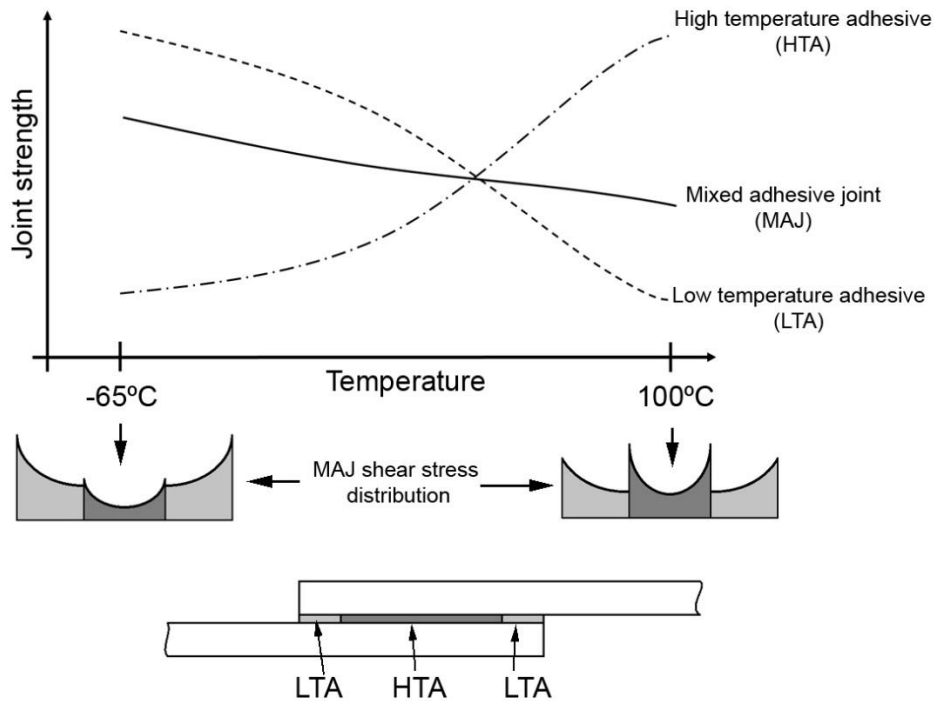 High temperature adhesive
(HTA)
Joint strength
Mixed adhesive joint
(MAJ)
Low temperature adhesive
(LTA)
Temperature
-65ºC
100ºC
MAJ shear stress
distribution
LTA
HTA
LTA